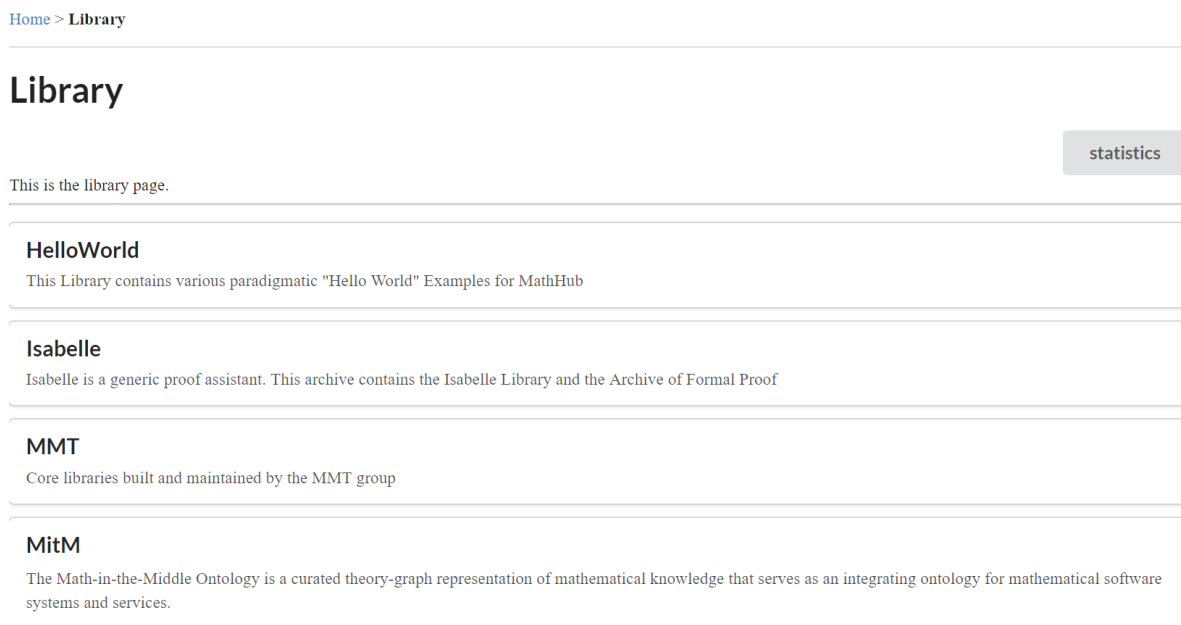 Home > Library
Library
statistics
This is the library page.
HelloWorld
This Library contains various paradigmatic "Hello World" Examples for MathHub
Isabelle
Isabelle is a generic proof assistant. This archive contains the Isabelle Library and the Archive of Formal Proof
MMT
Core libraries built and maintained by the MMT group
MitM
The Math-in-the-Middle Ontology is a curated theory-graph representation of mathematical knowledge that serves as an integrating ontology for mathematical software
systems and services.